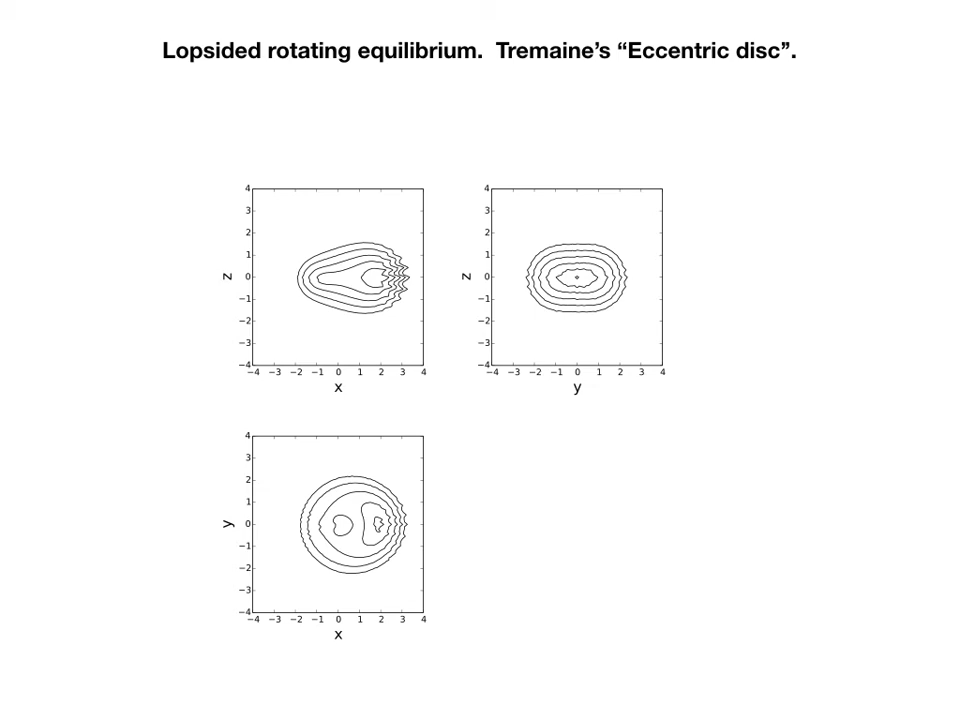 Lopsided rotating equilibrium. Tremaine’s “Eccentric disc”.
4
3
2
1
0
−1
−2
−3
−4
z
−4 −3 −2 −1 0 1 2 3 4
x
4
3
2
1
0
−1
−2
−3
−4
z
−4 −3 −2 −1 0 1 2 3 4
y
4
3
2
1
0
−1
−2
−3
−4
y
−4 −3 −2 −1 0 1 2 3 4
x